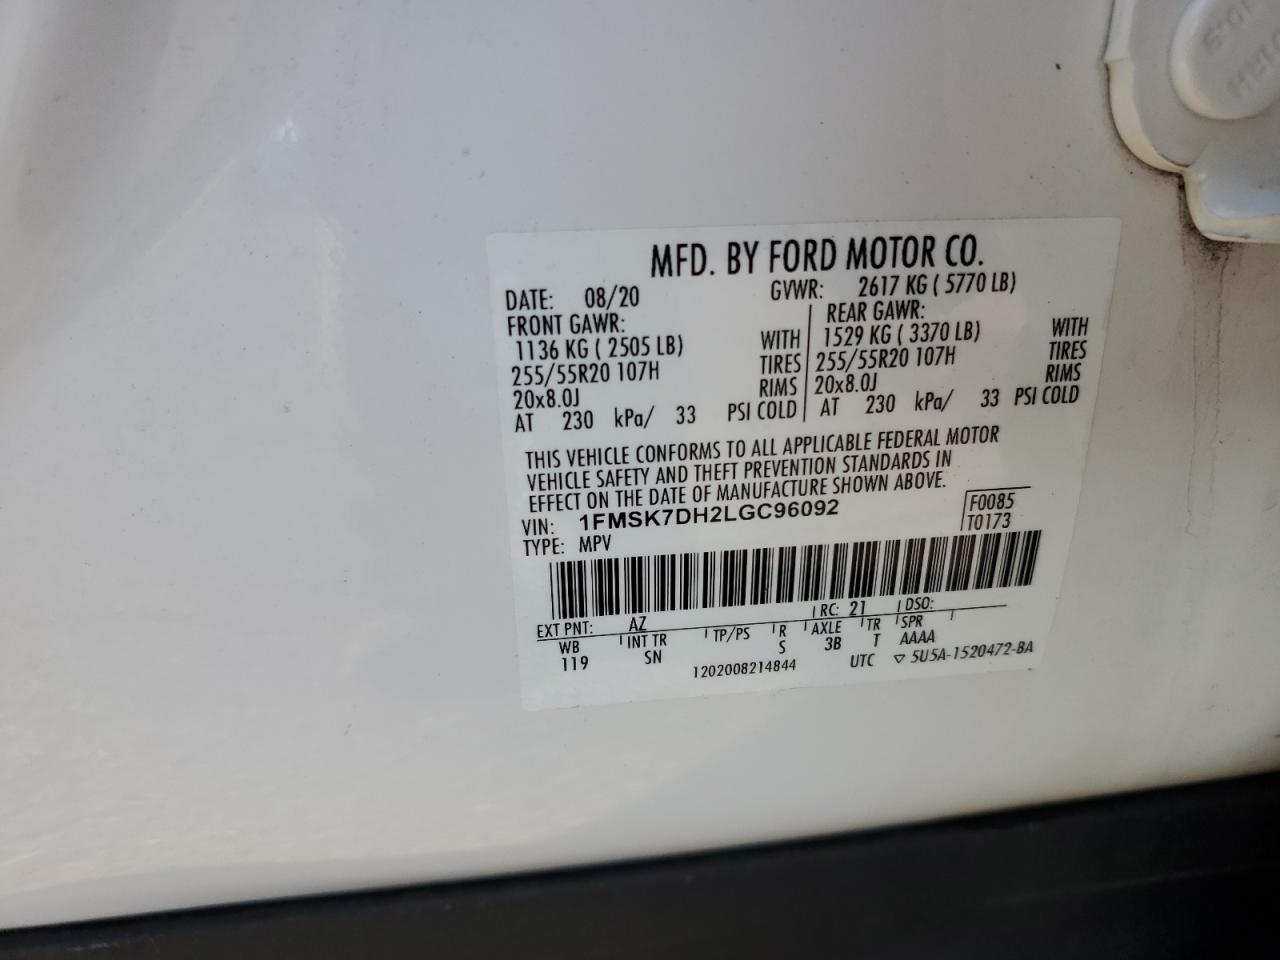 MFD. BY FORD MOTOR CO.
DATE: 08/20 GVWR: 2617 KG ( 5770 LB)
FRONT GAWR: REAR GAWR:
1136 KG ( 2505 LB) WITH 1529 KG ( 3370 LB) WITH
255/55R20 107H TIRES 255/55R20 107H TIRES
20x8.0J RIMS 20x8.0J RIMS
AT 230 kPa/ 33 PSI COLD AT 230 kPa/ 33 PSI COLD
THIS VEHICLE CONFORMS TO ALL APPLICABLE FEDERAL MOTOR
VEHICLE SAFETY AND THEFT PREVENTION STANDARDS IN
EFFECT ON THE DATE OF MANUFACTURE SHOWN ABOVE.
VIN: 1FMSK7DH2LGC96092 F0085
TYPE: MPV T0173
EXT PNT: AZ RC: 21 DSO:
WB INT TR TP/PS R AXLE TR SPR
119 SN S 3B T AAAA
1202008214844 UTC ▽ 5U5A-1520472-BA